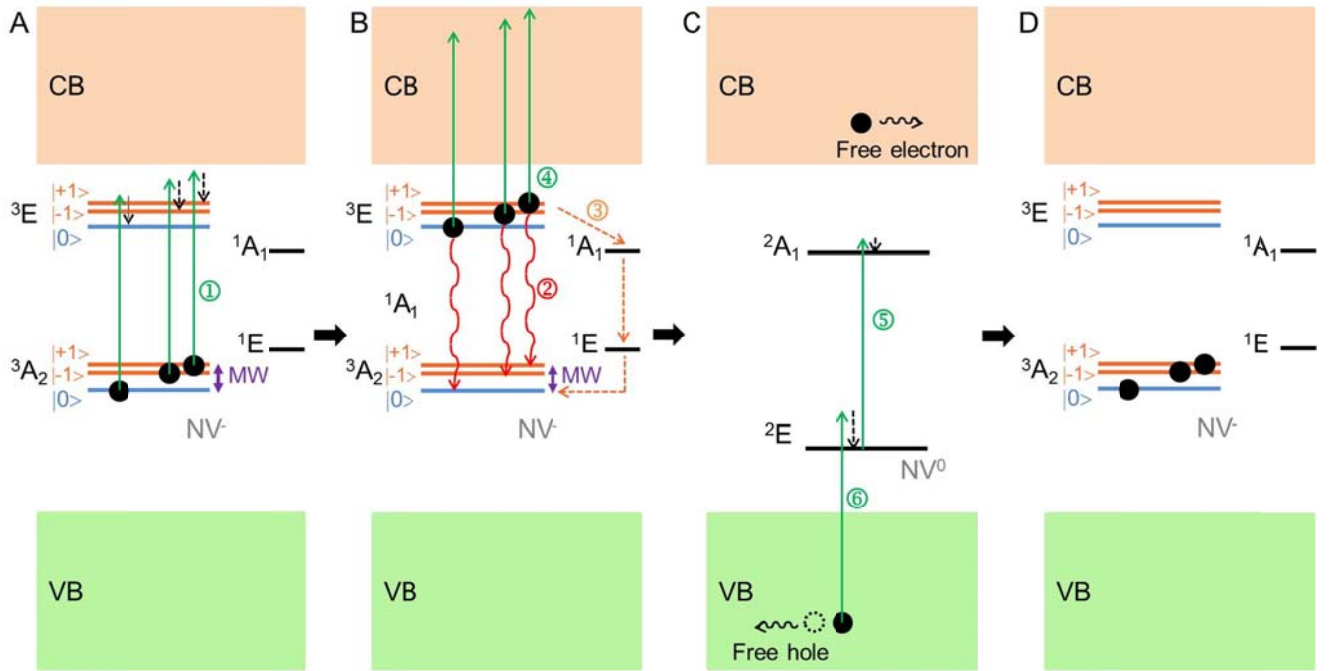 A
CB
|+1>
³E
|-1>
|0>
¹A₁
①
¹E
|+1>
³A₂
|-1>
|0>
MW
NV⁻
VB
B
CB
④
|+1>
³E
|-1>
|0>
③
¹A₁
¹A₁
②
¹E
|+1>
³A₂
|-1>
|0>
MW
NV⁻
VB
C
CB
Free electron
²A₁
⑤
²E
NV⁰
⑥
VB
Free hole
D
CB
|+1>
³E
|-1>
|0>
¹A₁
¹E
|+1>
³A₂
|-1>
|0>
NV⁻
VB